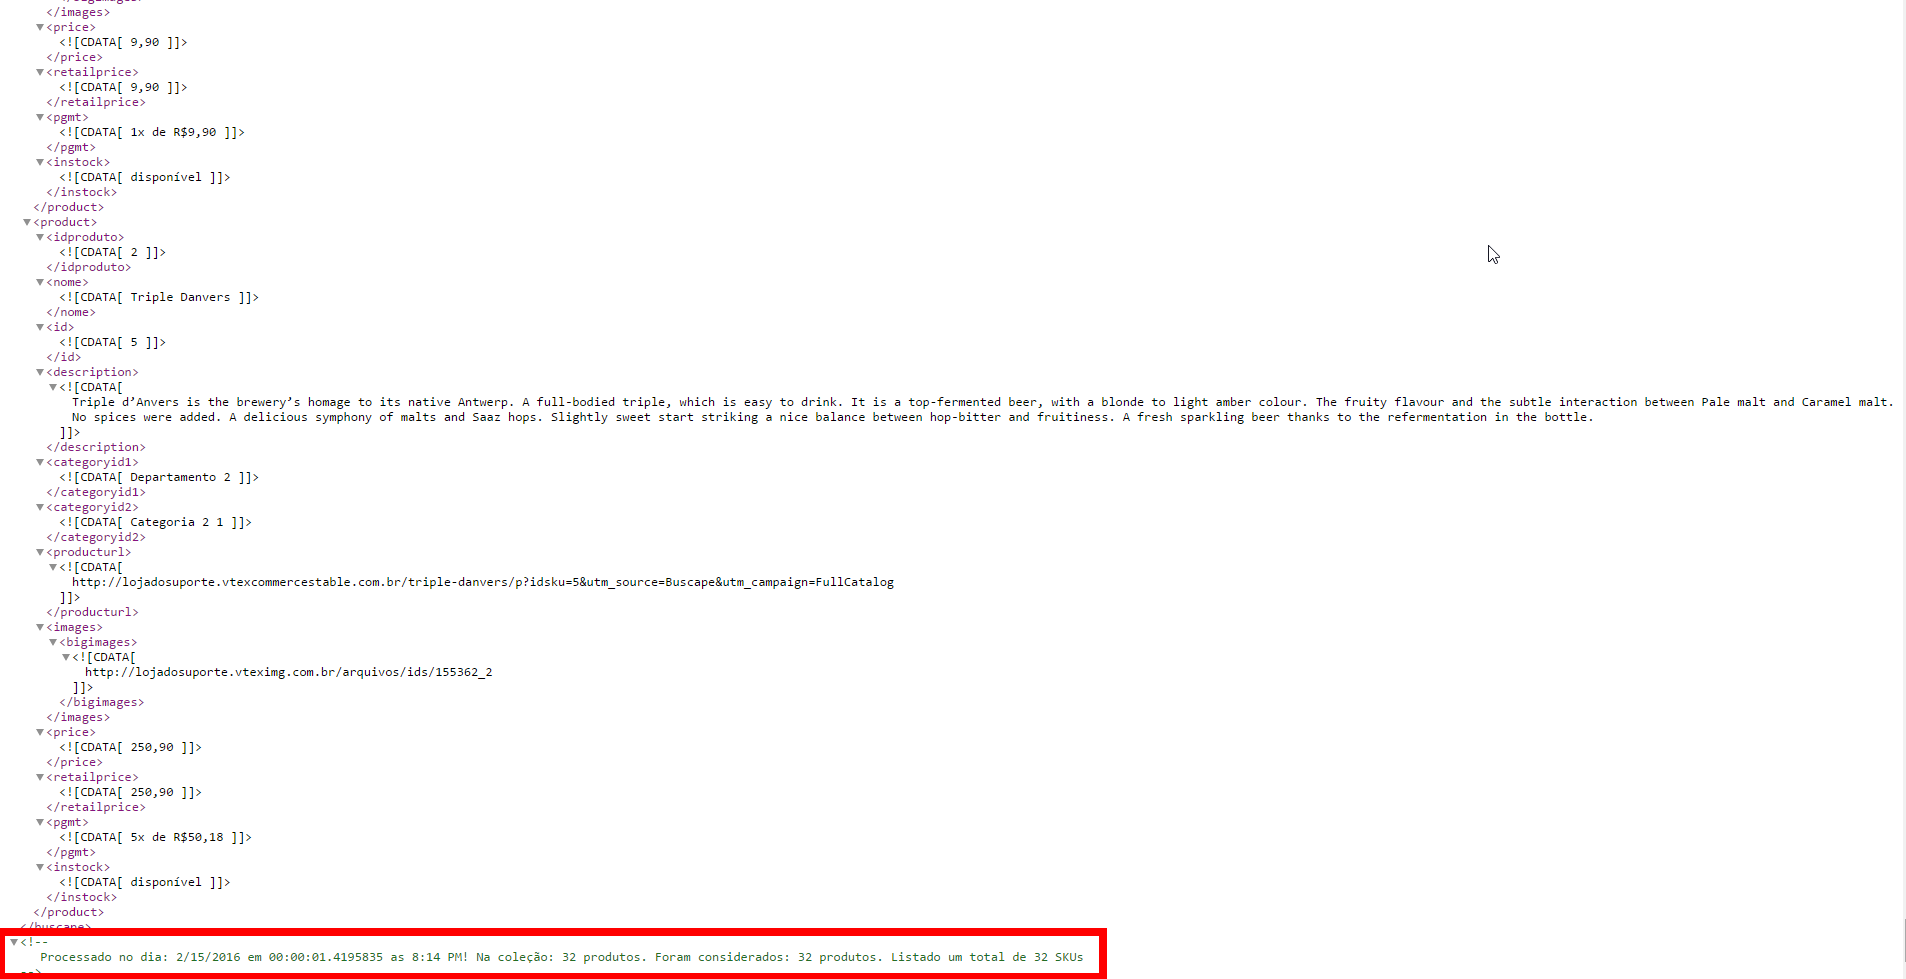 </images>
▼<price>
<![CDATA[ 9,90 ]]>
</price>
▼<retailprice>
<![CDATA[ 9,90 ]]>
</retailprice>
▼<pgmt>
<![CDATA[ 1x de R$9,90 ]]>
</pgmt>
▼<instock>
<![CDATA[ disponível ]]>
</instock>
</product>
▼<product>
▼<idproduto>
<![CDATA[ 2 ]]>
</idproduto>
▼<nome>
<![CDATA[ Triple Danvers ]]>
</nome>
▼<id>
<![CDATA[ 5 ]]>
</id>
▼<description>
▼<![CDATA[
Triple d’Anvers is the brewery’s homage to its native Antwerp. A full-bodied triple, which is easy to drink. It is a top-fermented beer, with a blonde to light amber colour. The fruity flavour and the subtle interaction between Pale malt and Caramel malt.
No spices were added. A delicious symphony of malts and Saaz hops. Slightly sweet start striking a nice balance between hop-bitter and fruitiness. A fresh sparkling beer thanks to the refermentation in the bottle.
]]>
</description>
▼<categoryid1>
<![CDATA[ Departamento 2 ]]>
</categoryid1>
▼<categoryid2>
<![CDATA[ Categoria 2 1 ]]>
</categoryid2>
▼<producturl>
▼<![CDATA[
http://lojadosuporte.vtexcommercestable.com.br/triple-danvers/p?idsku=5&utm_source=Buscape&utm_campaign=FullCatalog
]]>
</producturl>
▼<images>
▼<bigimages>
▼<![CDATA[
http://lojadosuporte.vteximg.com.br/arquivos/ids/155362_2
]]>
</bigimages>
</images>
▼<price>
<![CDATA[ 250,90 ]]>
</price>
▼<retailprice>
<![CDATA[ 250,90 ]]>
</retailprice>
▼<pgmt>
<![CDATA[ 5x de R$50,18 ]]>
</pgmt>
▼<instock>
<![CDATA[ disponível ]]>
</instock>
</product>
</buscape>
▼<!--
Processado no dia: 2/15/2016 em 00:00:01.4195835 as 8:14 PM! Na coleção: 32 produtos. Foram considerados: 32 produtos. Listado um total de 32 SKUs
-->